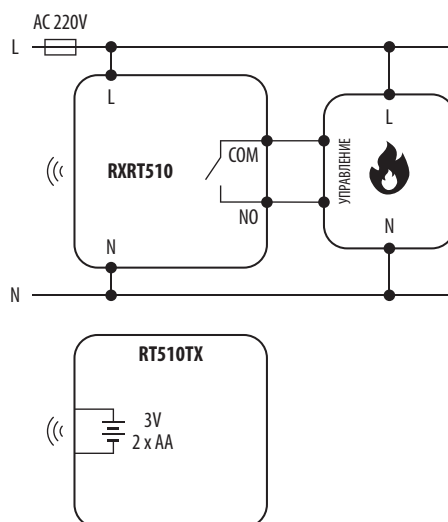 AC 220V
L
L
L
RXRT510
COM
УПРАВЛЕНИЕ
NO
N
N
N
RT510TX
3V
2 x AA